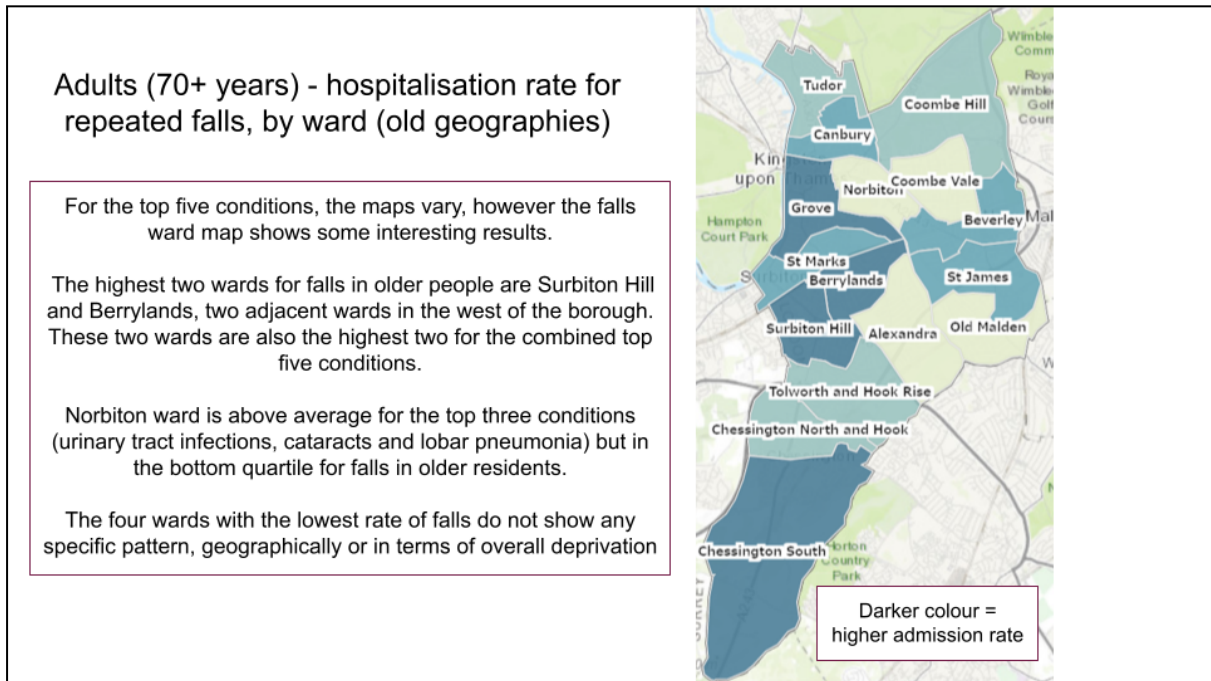 Adults (70+ years) - hospitalisation rate for
repeated falls, by ward (old geographies)
For the top five conditions, the maps vary, however the falls
ward map shows some interesting results.
The highest two wards for falls in older people are Surbiton Hill
and Berrylands, two adjacent wards in the west of the borough.
These two wards are also the highest two for the combined top
five conditions.
Norbiton ward is above average for the top three conditions
(urinary tract infections, cataracts and lobar pneumonia) but in
the bottom quartile for falls in older residents.
The four wards with the lowest rate of falls do not show any
specific pattern, geographically or in terms of overall deprivation
Tudor
Coombe Hill
Canbury
upon
Norbiton
Coombe Vale
Grove
Beverley
Hampton
Court Park
St Marks
Berrylands
St James
Surbiton Hill
Alexandra
Old Malden
Tolworth and Hook Rise
Chessington North and Hook
Chessington South
Horton
Country
Park
SURREY
A243
Darker colour =
higher admission rate